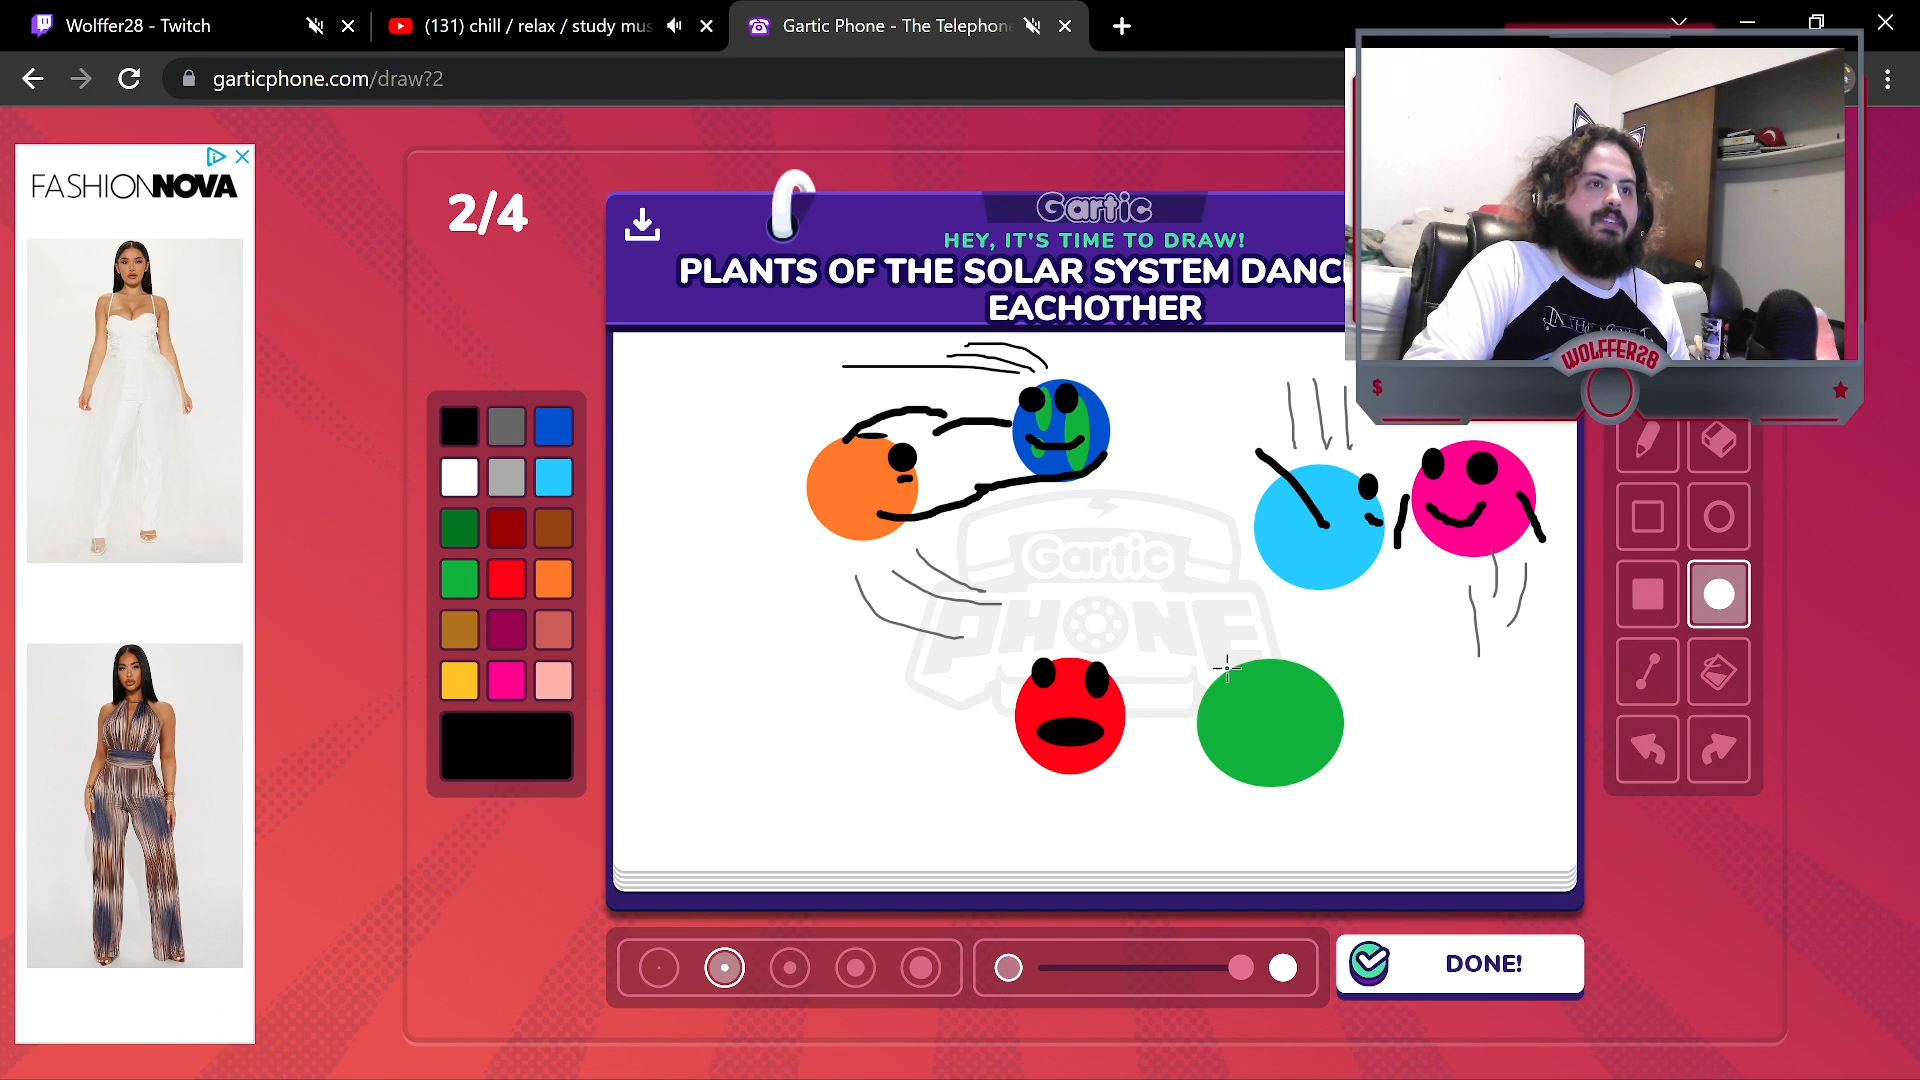 Wolffer28 - Twitch
(131) chill / relax / study mus
Gartic Phone - The Telephone
garticphone.com/draw?2
FASHIONNOVA
2/4
Gartic
HEY, IT'S TIME TO DRAW!
PLANTS OF THE SOLAR SYSTEM DANC
EACHOTHER
WOLFFER28
$
Gartic
PHONE
DONE!